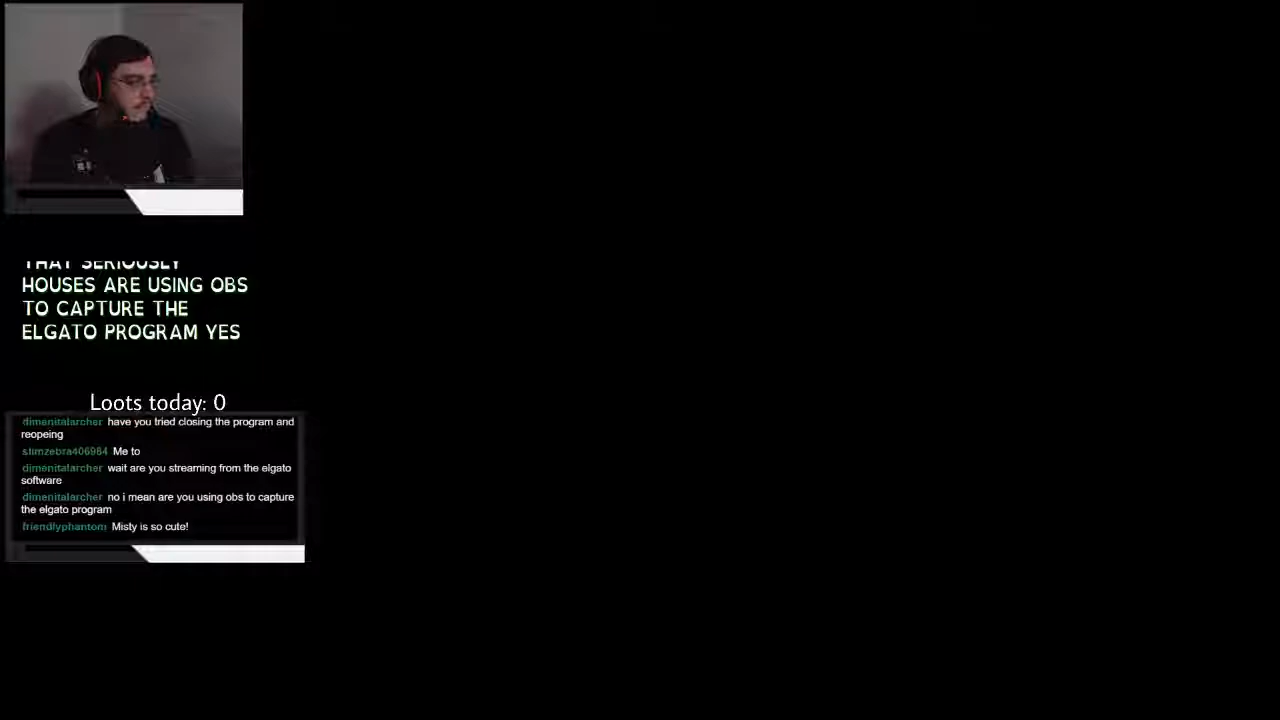 THAT SERIOUSLY
HOUSES ARE USING OBS
TO CAPTURE THE
ELGATO PROGRAM YES
Loots today: 0
dimenitalarcher have you tried closing the program and
reopeing
slimzebra406984 Me to
dimenitalarcher wait are you streaming from the elgato
software
dimenitalarcher no i mean are you using obs to capture
the elgato program
friendlyphantom Misty is so cute!